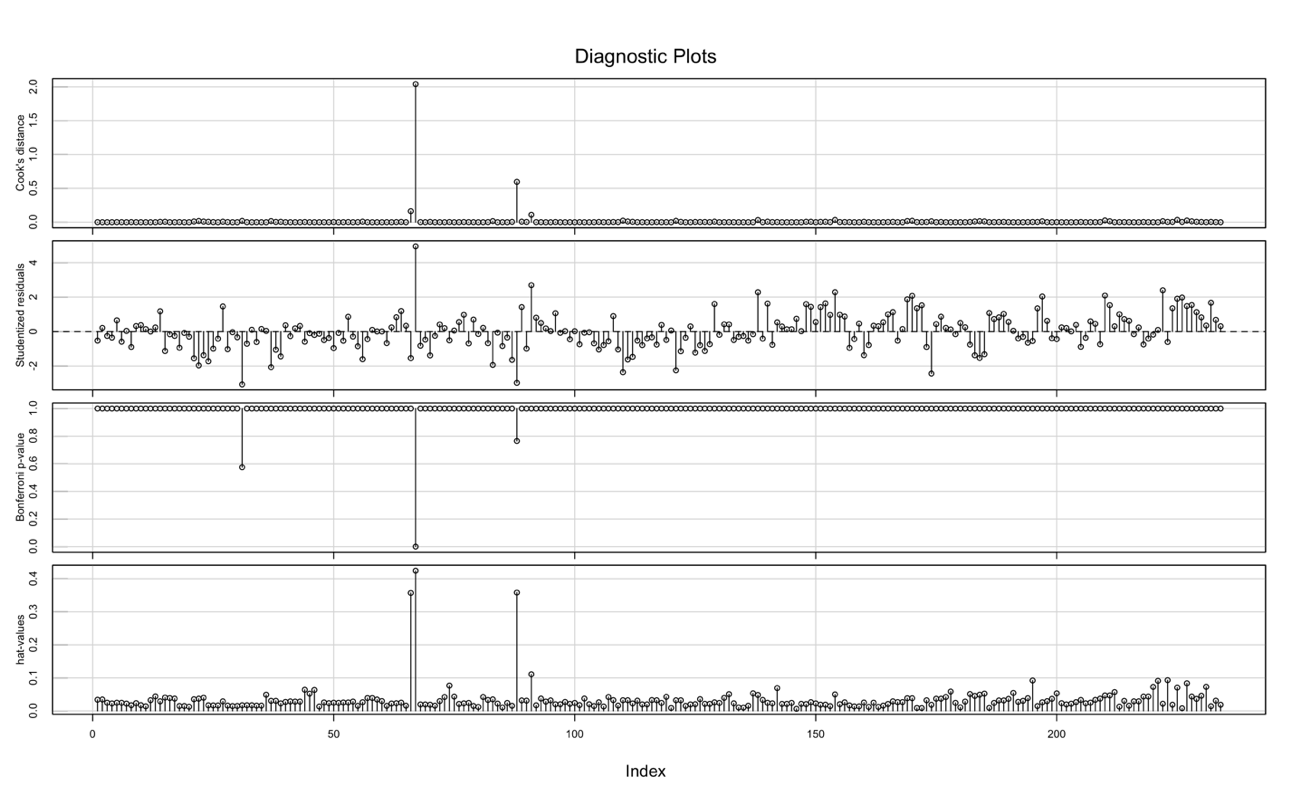 Diagnostic Plots
Cook's distance
2.0
1.5
1.0
0.5
0.0
Studentized residuals
4
2
0
-2
Bonferroni p-value
1.0
0.8
0.6
0.4
0.2
0.0
hat-values
0.4
0.3
0.2
0.1
0.0
0 50 100 150 200
Index